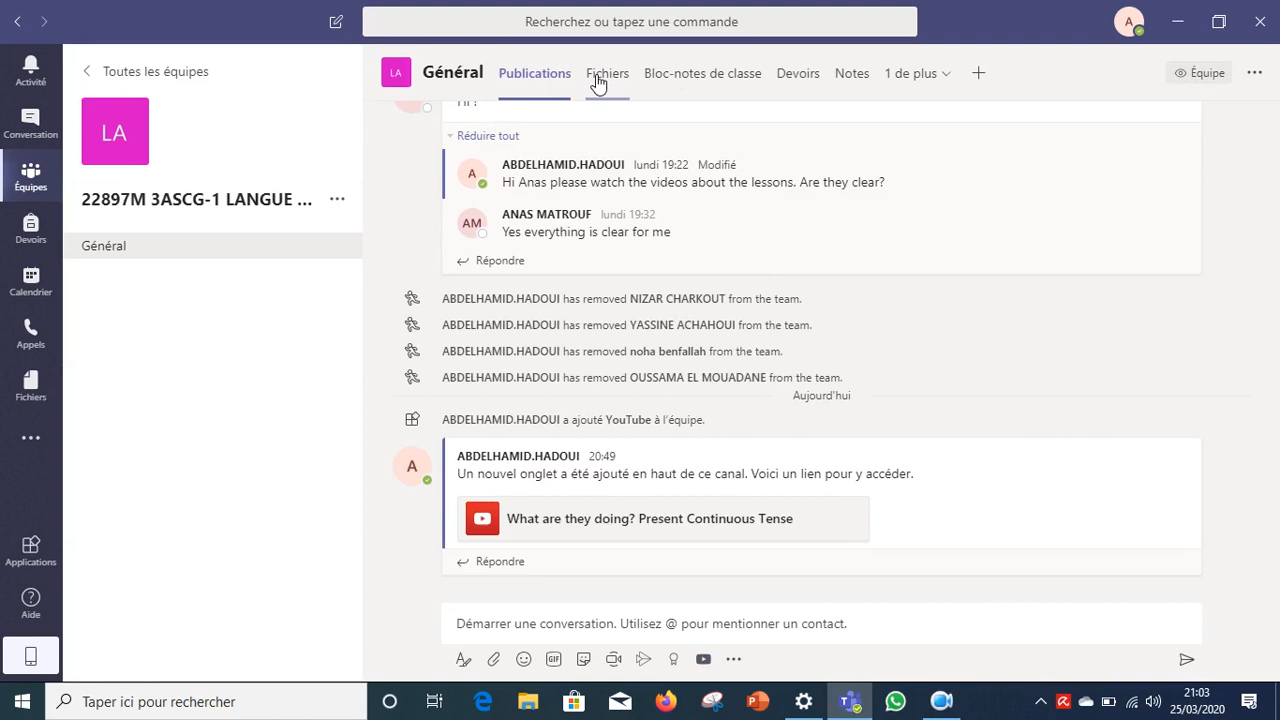 Recherchez ou tapez une commande
A
Activité
Conversation
Équipes
Devoirs
Calendrier
Appels
Fichiers
Applications
Aide
Toutes les équipes
LA
22897M 3ASCG-1 LANGUE ...
Général
LA
Général
Publications
Fichiers
Bloc-notes de classe
Devoirs
Notes
1 de plus
Équipe
Réduire tout
A
ABDELHAMID.HADOUI lundi 19:22 Modifié
Hi Anas please watch the videos about the lessons. Are they clear?
AM
ANAS MATROUF lundi 19:32
Yes everything is clear for me
Répondre
ABDELHAMID.HADOUI has removed NIZAR CHARKOUT from the team.
ABDELHAMID.HADOUI has removed YASSINE ACHAHOUI from the team.
ABDELHAMID.HADOUI has removed noha benfallah from the team.
ABDELHAMID.HADOUI has removed OUSSAMA EL MOUADANE from the team.
Aujourd'hui
ABDELHAMID.HADOUI a ajouté YouTube à l'équipe.
A
ABDELHAMID.HADOUI 20:49
Un nouvel onglet a été ajouté en haut de ce canal. Voici un lien pour y accéder.
What are they doing? Present Continuous Tense
Répondre
Démarrer une conversation. Utilisez @ pour mentionner un contact.
GIF
Taper ici pour rechercher
21:03
25/03/2020